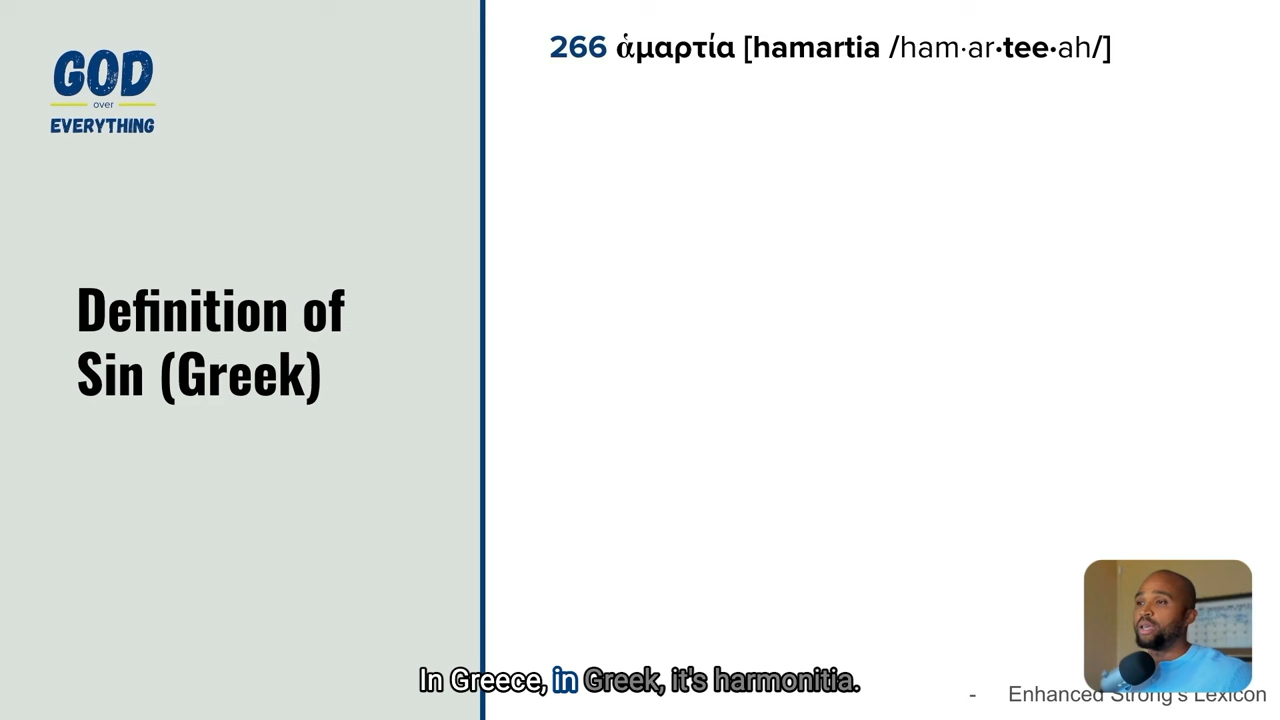 GOD
over
EVERYTHING
Definition of
Sin (Greek)
266 ἁμαρτία [hamartia /ham·ar·tee·ah/]
In Greece, in Greek, it's harmonitia.
- Enhanced Strong's Lexicon